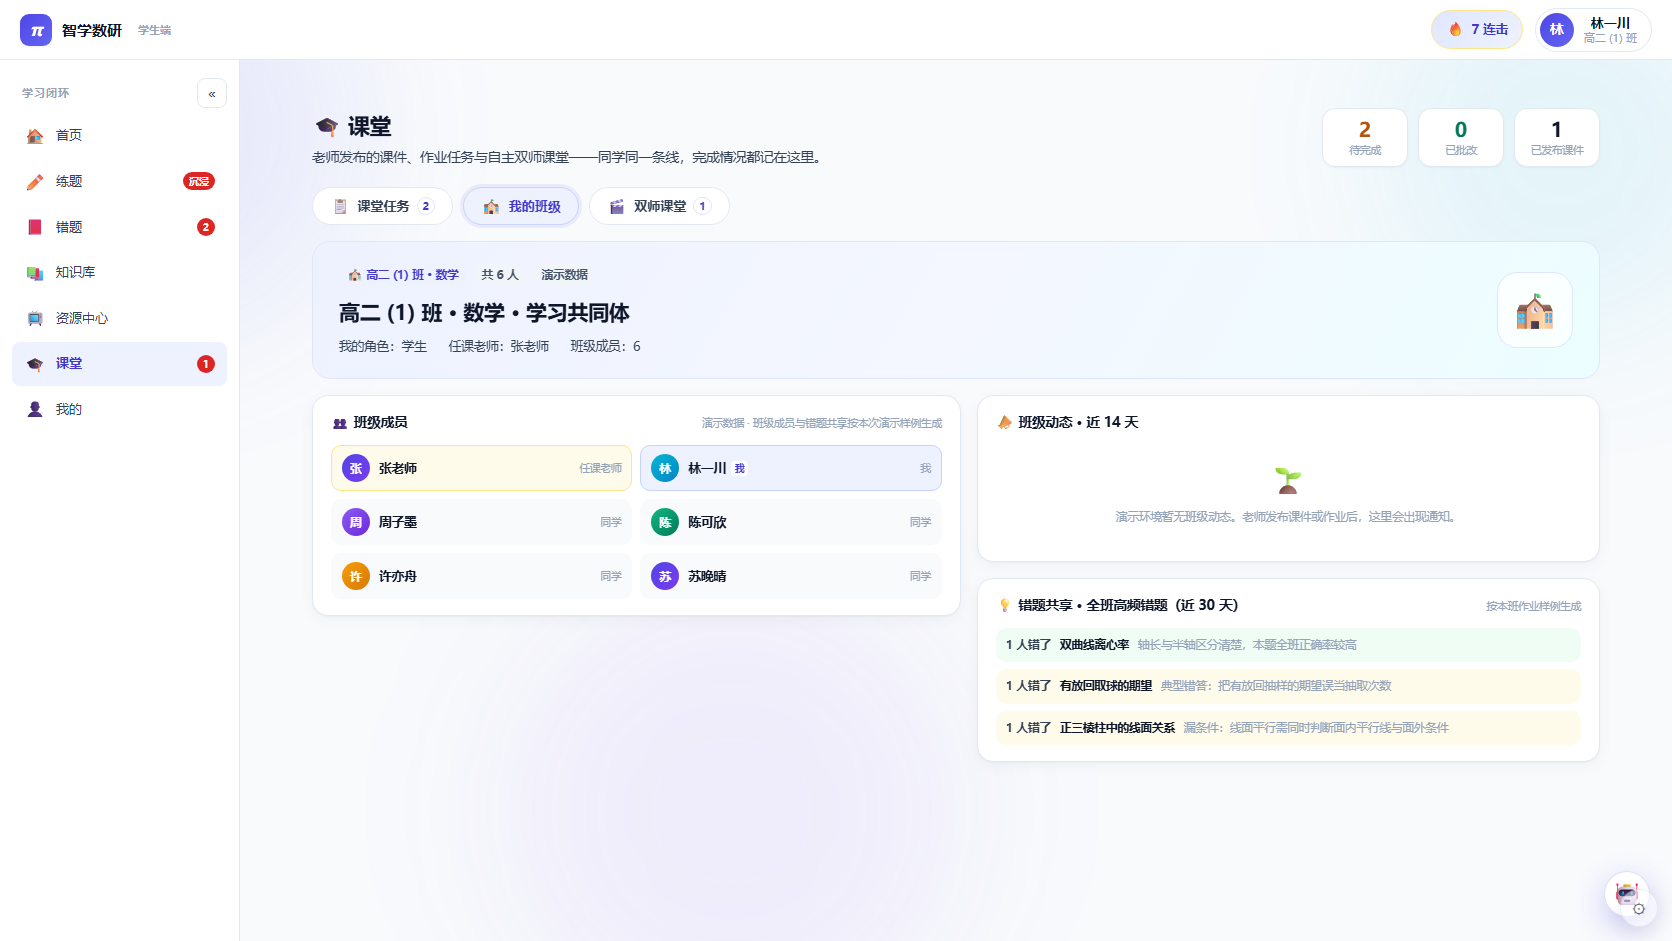 π 智学数研 学生端
🔥 7 连击
林 林一川
高二 (1) 班
学习闭环 «
首页
练题 沉浸
错题 2
知识库
资源中心
课堂 1
我的
课堂
老师发布的课件、作业任务与自主双师课堂——同学同一条线，完成情况都记在这里。
2 待完成
0 已批改
1 已发布课件
课堂任务 2
我的班级
双师课堂 1
高二 (1) 班 • 数学 共 6 人 演示数据
高二 (1) 班 • 数学 • 学习共同体
我的角色：学生 任课老师：张老师 班级成员：6
班级成员 演示数据 · 班级成员与错题共享按本次演示样例生成
张 张老师 任课老师
林 林一川 我 我
周 周子墨 同学
陈 陈可欣 同学
许 许亦舟 同学
苏 苏晚晴 同学
班级动态 • 近 14 天
演示环境暂无班级动态。老师发布课件或作业后，这里会出现通知。
错题共享 • 全班高频错题（近 30 天） 按本班作业样例生成
1 人错了 双曲线离心率 轴长与半轴区分清楚，本题全班正确率较高
1 人错了 有放回取球的期望 典型错答：把有放回抽样的期望误当抽取次数
1 人错了 正三棱柱中的线面关系 漏条件：线面平行需同时判断面内平行线与面外条件